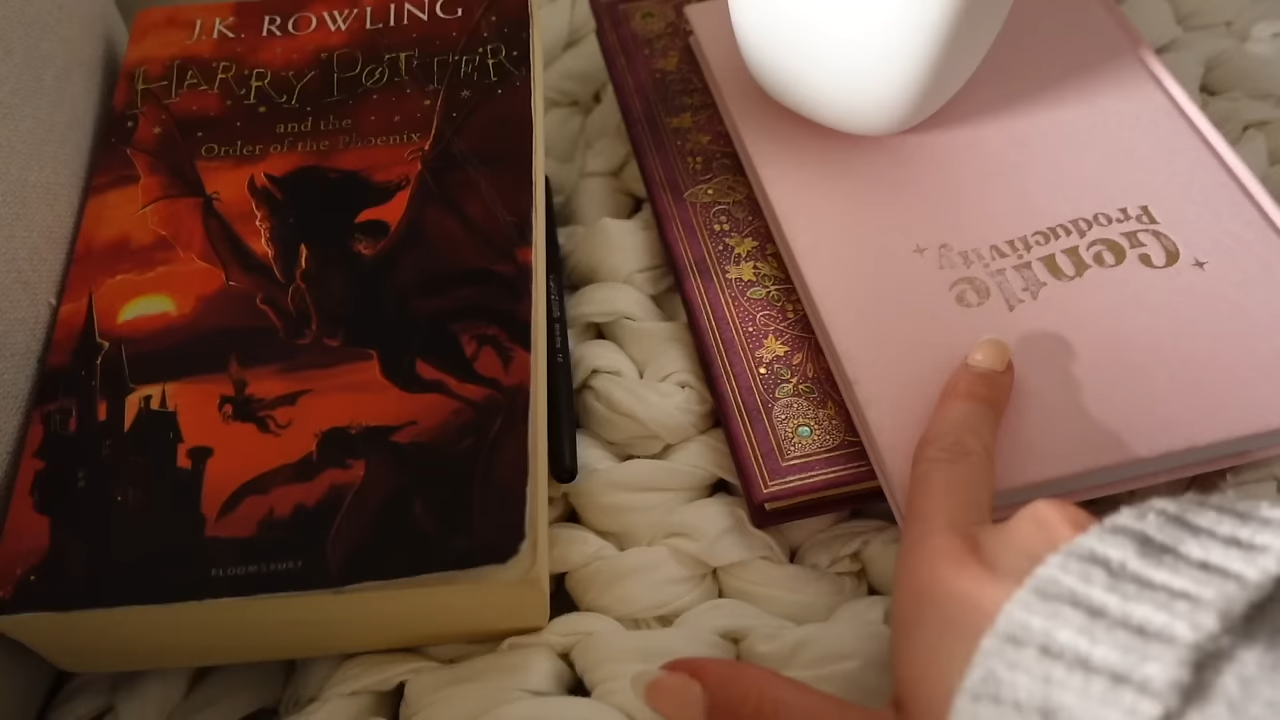 J.K. ROWLING
HARRY POTTER
and the
Order of the Phoenix
BLOOMSBURY
Gentle
Productivity